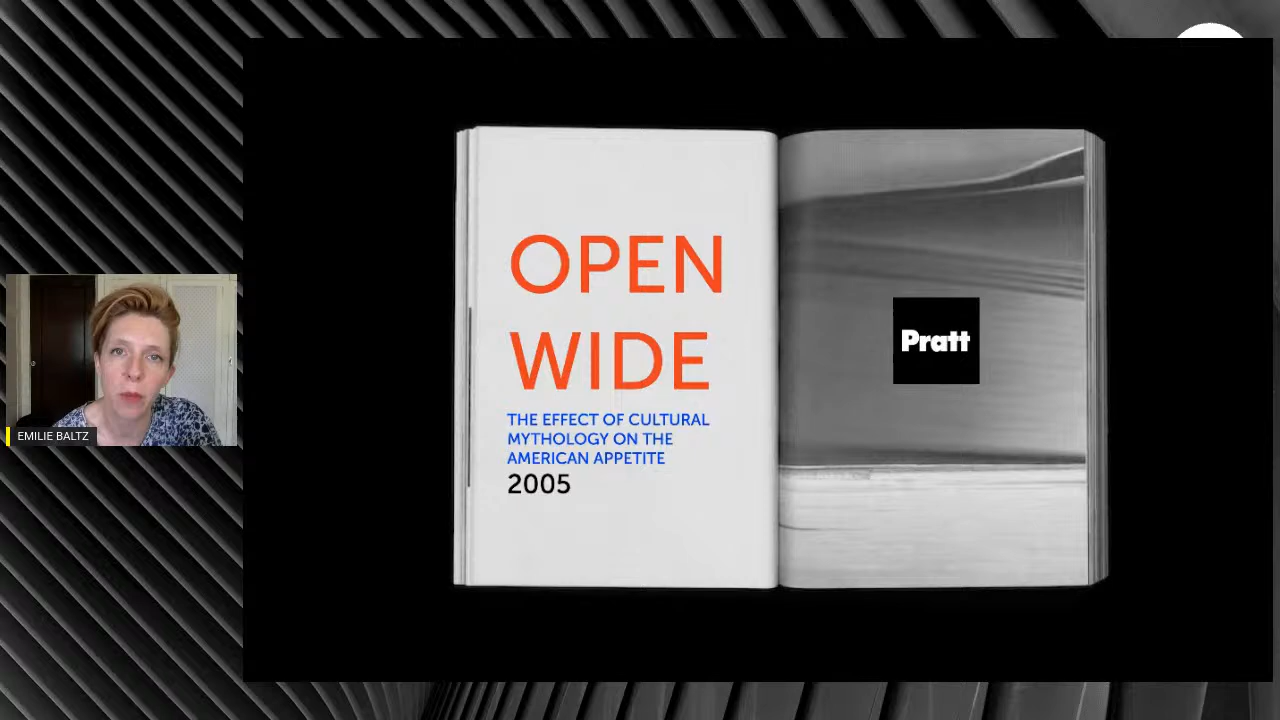 EMILIE BALTZ
OPEN
WIDE
THE EFFECT OF CULTURAL
MYTHOLOGY ON THE
AMERICAN APPETITE
2005
Pratt